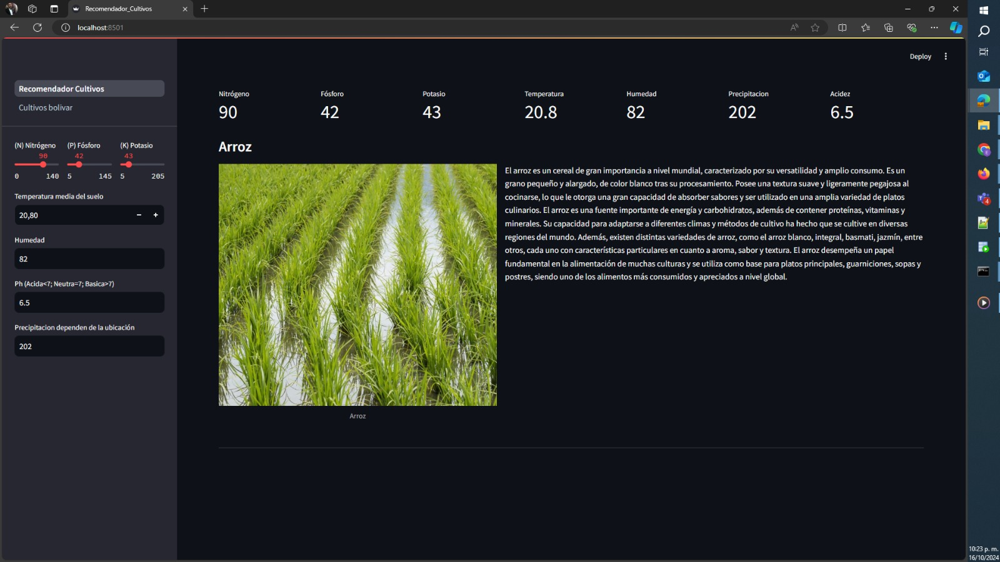 Recomendador_Cultivos
localhost:8501
Deploy
Recomendador Cultivos
Cultivos bolivar
(N) Nitrógeno (P) Fósforo (K) Potasio
90 42 43
0 140 5 145 5 205
Temperatura media del suelo
20,80
Humedad
82
Ph (Acida<7; Neutra=7; Basica>7)
6.5
Precipitacion dependen de la ubicación
202
Nitrógeno Fósforo Potasio Temperatura Humedad Precipitacion Acidez
90 42 43 20.8 82 202 6.5
Arroz
El arroz es un cereal de gran importancia a nivel mundial, caracterizado por su versatilidad y amplio consumo. Es un
grano pequeño y alargado, de color blanco tras su procesamiento. Posee una textura suave y ligeramente pegajosa al
cocinarse, lo que le otorga una gran capacidad de absorber sabores y ser utilizado en una amplia variedad de platos
culinarios. El arroz es una fuente importante de energía y carbohidratos, además de contener proteínas, vitaminas y
minerales. Su capacidad para adaptarse a diferentes climas y métodos de cultivo ha hecho que se cultive en diversas
regiones del mundo. Además, existen distintas variedades de arroz, como el arroz blanco, integral, basmati, jazmín, entre
otros, cada uno con características particulares en cuanto a aroma, sabor y textura. El arroz desempeña un papel
fundamental en la alimentación de muchas culturas y se utiliza como base para platos principales, guarniciones, sopas y
postres, siendo uno de los alimentos más consumidos y apreciados a nivel global.
Arroz
10:23 p. m.
16/10/2024